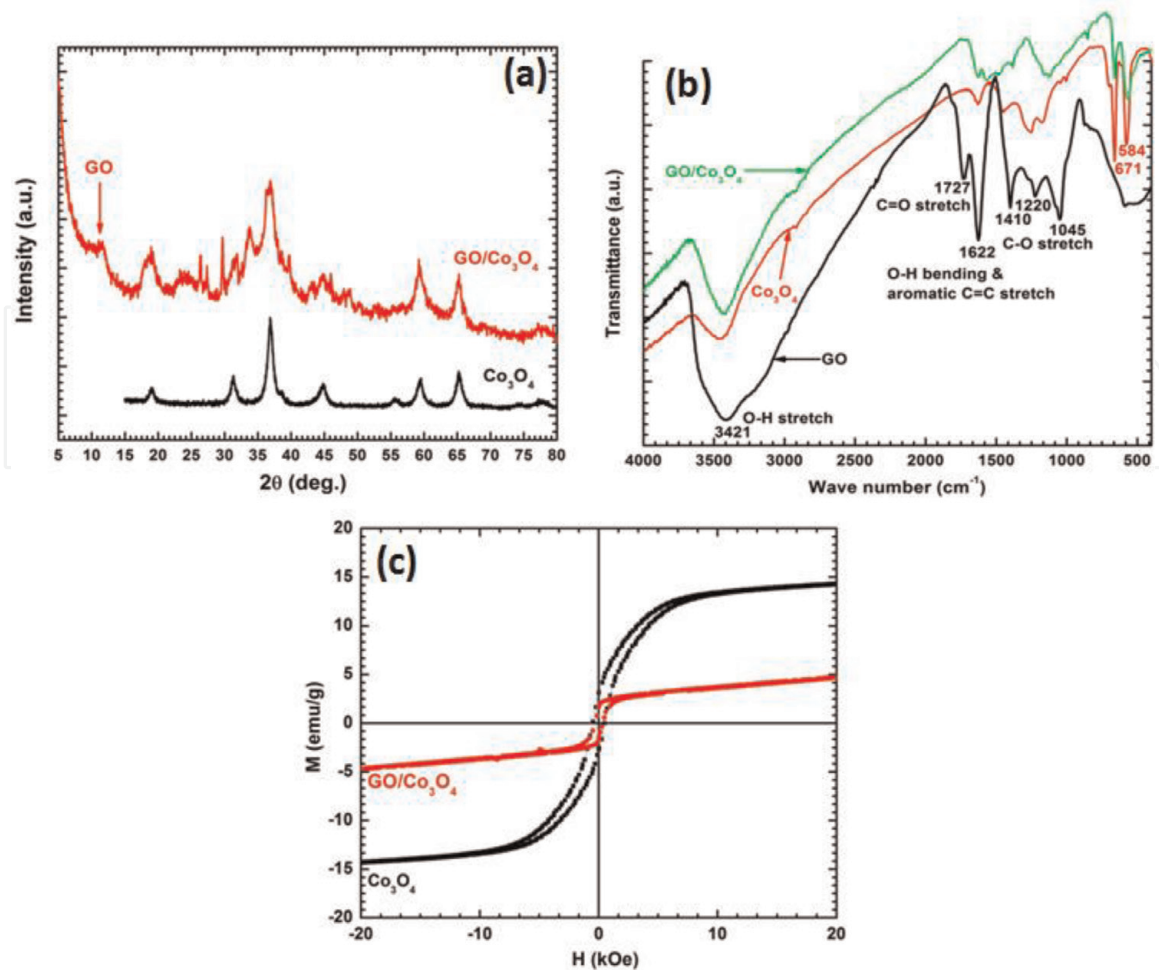 (a)
GO
GO/Co₃O₄
Co₃O₄
Intensity (a.u.)
5 10 15 20 25 30 35 40 45 50 55 60 65 70 75 80
2θ (deg.)
(b)
GO/Co₃O₄
Co₃O₄
GO
O-H stretch
3421
1727
C=O stretch
1622
O-H bending &
aromatic C=C stretch
1410
1220
1045
C-O stretch
584
671
Transmittance (a.u.)
4000 3500 3000 2500 2000 1500 1000 500
Wave number (cm⁻¹)
(c)
20
15
10
5
0
-5
-10
-15
-20
M (emu/g)
GO/Co₃O₄
Co₃O₄
-20 -10 0 10 20
H (kOe)